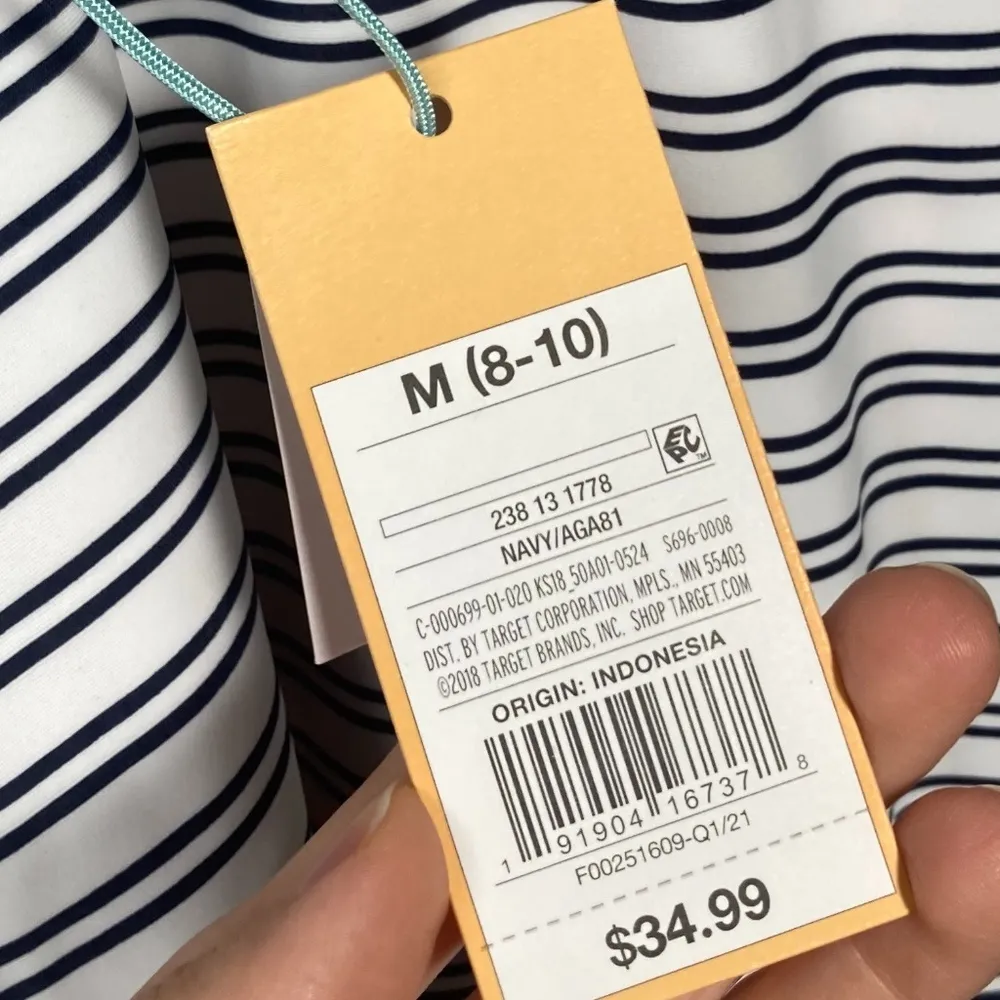 M (8-10)
EPC TM
238 13 1778
NAVY/AGA81
C-000699-01-020 KS18_50A01-0524 S696-0008
DIST. BY TARGET CORPORATION, MPLS., MN 55403
©2018 TARGET BRANDS, INC. SHOP TARGET.COM
ORIGIN: INDONESIA
1 91904 16737 8
F00251609-Q1/21
$34.99